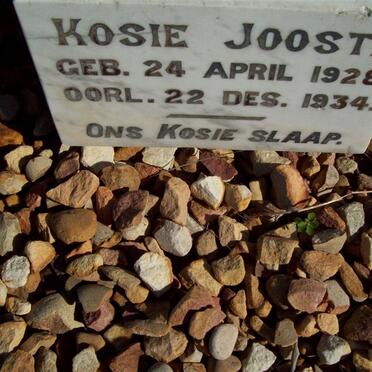 KOSIE JOOST
GEB. 24 APRIL 1928
OORL. 22 DES. 1934.
ONS KOSIE SLAAP.